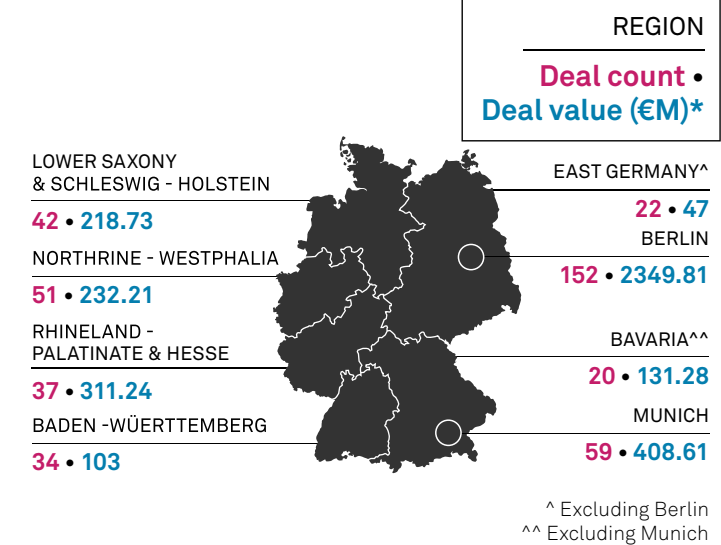 REGION
Deal count •
Deal value (€M)*
LOWER SAXONY
& SCHLESWIG - HOLSTEIN
42 • 218.73
NORTHRINE - WESTPHALIA
51 • 232.21
RHINELAND -
PALATINATE & HESSE
37 • 311.24
BADEN -WÜERTTEMBERG
34 • 103
EAST GERMANY^
22 • 47
BERLIN
152 • 2349.81
BAVARIA^^
20 • 131.28
MUNICH
59 • 408.61
^ Excluding Berlin
^^ Excluding Munich